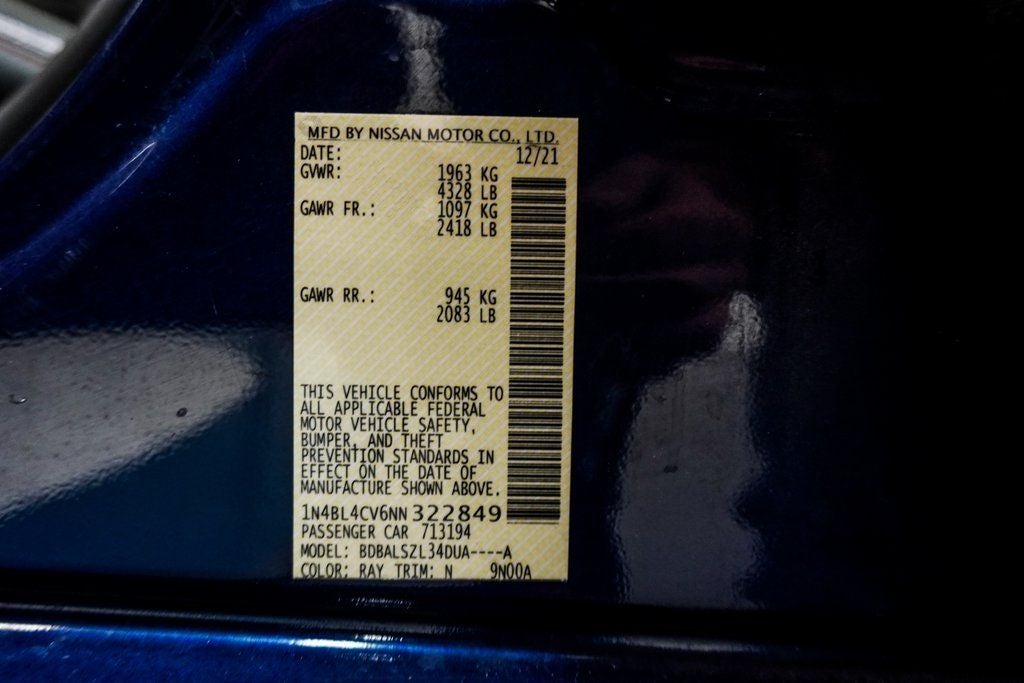 MFD BY NISSAN MOTOR CO., LTD.
DATE: 12/21
GVWR: 1963 KG
4328 LB
GAWR FR.: 1097 KG
2418 LB
GAWR RR.: 945 KG
2083 LB
THIS VEHICLE CONFORMS TO
ALL APPLICABLE FEDERAL
MOTOR VEHICLE SAFETY,
BUMPER, AND THEFT
PREVENTION STANDARDS IN
EFFECT ON THE DATE OF
MANUFACTURE SHOWN ABOVE.
1N4BL4CV6NN322849
PASSENGER CAR 713194
MODEL: BDBALSZL34DUA----A
COLOR: RAY TRIM: N 9N00A